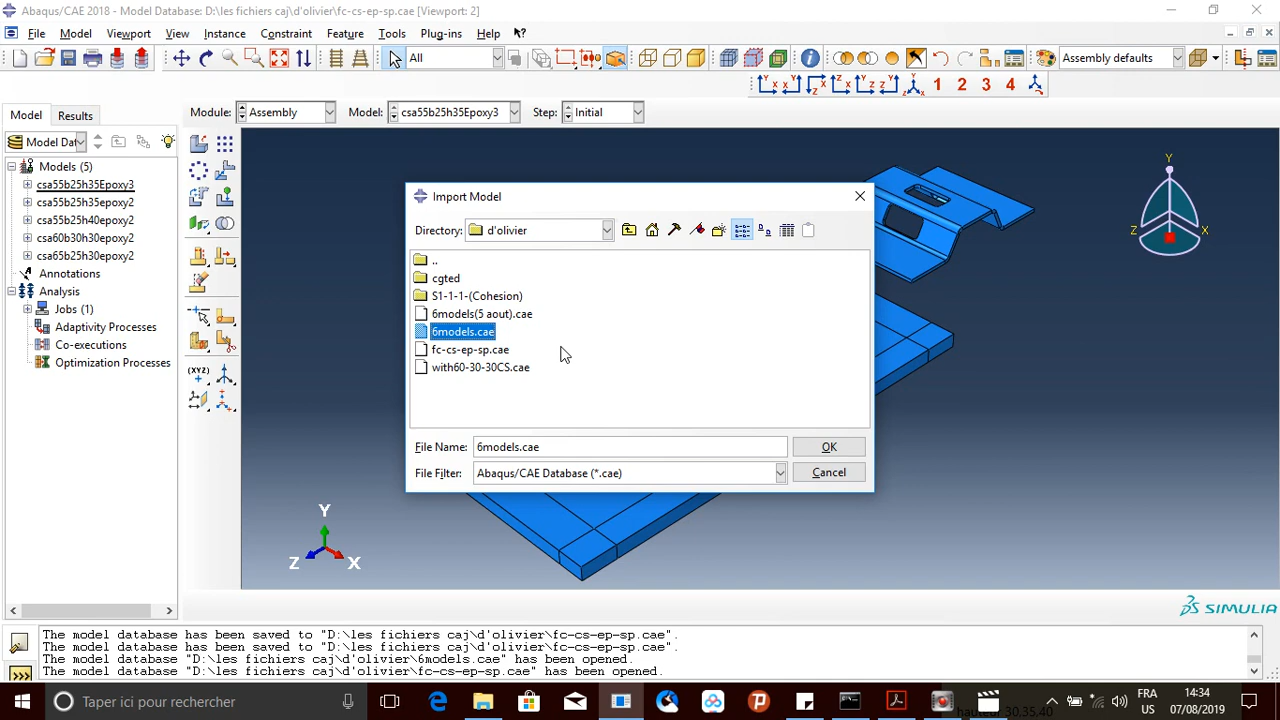 Abaqus/CAE 2018 - Model Database: D:\les fichiers caj\d'olivier\fc-cs-ep-sp.cae [Viewport: 2]
File Model Viewport View Instance Constraint Feature Tools Plug-ins Help
All
Assembly defaults
1 2 3 4
Model Results
Module: Assembly Model: csa55b25h35Epoxy3 Step: Initial
Model Dat
Models (5)
csa55b25h35Epoxy3
csa55b25h35epoxy2
csa55b25h40epoxy2
csa60b30h30epoxy2
csa65b30h35epoxy2
Annotations
Analysis
Jobs (1)
Adaptivity Processes
Co-executions
Optimization Processes
(XYZ)
Import Model
Directory: d'olivier
..
cgted
S1-1-1-(Cohesion)
6models(5 aout).cae
6models.cae
fc-cs-ep-sp.cae
with60-30-30CS.cae
File Name: 6models.cae OK
File Filter: Abaqus/CAE Database (*.cae) Cancel
Y
Z X
Y
Z X
SIMULIA
The model database has been saved to "D:\les fichiers caj\d'olivier\fc-cs-ep-sp.cae".
The model database has been saved to "D:\les fichiers caj\d'olivier\fc-cs-ep-sp.cae".
The model database "D:\les fichiers caj\d'olivier\6models.cae" has been opened.
The model database "D:\les fichiers caj\d'olivier\fc-cs-ep-sp.cae" has been opened.
>>>
Taper ici pour rechercher
FRA
US
14:34
07/08/2019
hauteur 30,35,40